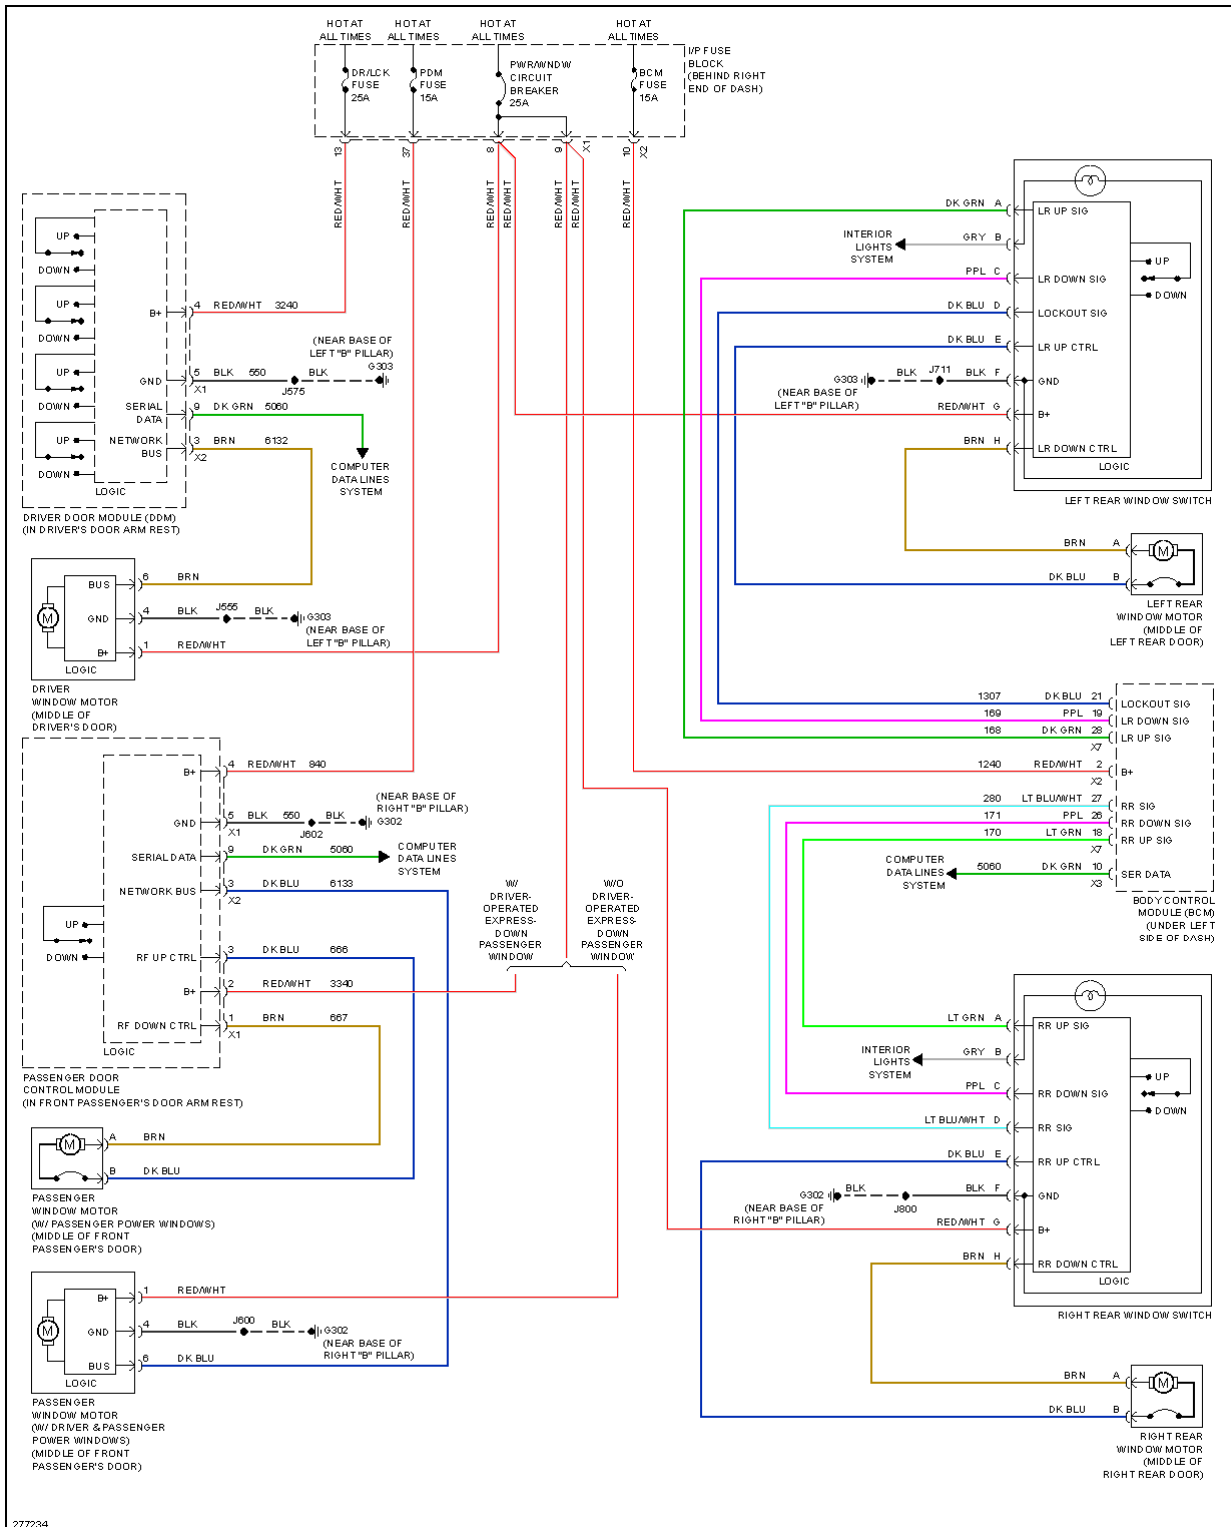 HOT AT
ALL TIMES
HOT AT
ALL TIMES
HOT AT
ALL TIMES
HOT AT
ALL TIMES
DR/LCK
FUSE
25A
PDM
FUSE
15A
PWR/WNDW
CIRCUIT
BREAKER
25A
BCM
FUSE
15A
I/P FUSE
BLOCK
(BEHIND RIGHT
END OF DASH)
13
37
8
9
X1
10
X2
RED/WHT
RED/WHT
RED/WHT
RED/WHT
RED/WHT
RED/WHT
RED/WHT
UP
DOWN
UP
DOWN
UP
DOWN
UP
DOWN
B+
4 RED/WHT 3240
GND
5 BLK 550 BLK
X1
J575
(NEAR BASE OF
LEFT "B" PILLAR)
G303
SERIAL
DATA
9 DK GRN 5060
NETWORK
BUS
3 BRN 6132
X2
COMPUTER
DATA LINES
SYSTEM
LOGIC
DRIVER DOOR MODULE (DDM)
(IN DRIVER'S DOOR ARM REST)
M
BUS
6 BRN
GND
4 BLK J555 BLK
G303
(NEAR BASE OF
LEFT "B" PILLAR)
B+
1 RED/WHT
LOGIC
DRIVER
WINDOW MOTOR
(MIDDLE OF
DRIVER'S DOOR)
B+
4 RED/WHT 840
GND
5 BLK 550 BLK
X1
J602
(NEAR BASE OF
RIGHT "B" PILLAR)
G302
SERIAL DATA
9 DK GRN 5060
COMPUTER
DATA LINES
SYSTEM
NETWORK BUS
3 DK BLU 6133
X2
UP
DOWN
RF UP CTRL
3 DK BLU 666
B+
2 RED/WHT 3340
RF DOWN CTRL
1 BRN 667
X1
LOGIC
PASSENGER DOOR
CONTROL MODULE
(IN FRONT PASSENGER'S DOOR ARM REST)
W/
DRIVER-
OPERATED
EXPRESS-
DOWN
PASSENGER
WINDOW
W/O
DRIVER-
OPERATED
EXPRESS-
DOWN
PASSENGER
WINDOW
M
A BRN
B DK BLU
PASSENGER
WINDOW MOTOR
(W/ PASSENGER POWER WINDOWS)
(MIDDLE OF FRONT
PASSENGER'S DOOR)
M
B+
1 RED/WHT
GND
4 BLK J600 BLK
G302
(NEAR BASE OF
RIGHT "B" PILLAR)
BUS
6 DK BLU
LOGIC
PASSENGER
WINDOW MOTOR
(W/ DRIVER & PASSENGER
POWER WINDOWS)
(MIDDLE OF FRONT
PASSENGER'S DOOR)
DK GRN A
LR UP SIG
INTERIOR
LIGHTS
SYSTEM
GRY B
PPL C
LR DOWN SIG
DK BLU D
LOCKOUT SIG
DK BLU E
LR UP CTRL
G303
BLK J711 BLK F
GND
(NEAR BASE OF
LEFT "B" PILLAR)
RED/WHT G
B+
BRN H
LR DOWN CTRL
LOGIC
UP
DOWN
LEFT REAR WINDOW SWITCH
BRN A
M
DK BLU B
LEFT REAR
WINDOW MOTOR
(MIDDLE OF
LEFT REAR DOOR)
1307 DK BLU 21
LOCKOUT SIG
169 PPL 19
LR DOWN SIG
168 DK GRN 28
LR UP SIG
X7
1240 RED/WHT 2
B+
X2
280 LT BLU/WHT 27
RR SIG
171 PPL 26
RR DOWN SIG
170 LT GRN 18
RR UP SIG
X7
COMPUTER
DATA LINES
SYSTEM
5060 DK GRN 10
SER DATA
X3
BODY CONTROL
MODULE (BCM)
(UNDER LEFT
SIDE OF DASH)
LT GRN A
RR UP SIG
INTERIOR
LIGHTS
SYSTEM
GRY B
PPL C
RR DOWN SIG
LT BLU/WHT D
RR SIG
DK BLU E
RR UP CTRL
G302
BLK J800 BLK F
GND
(NEAR BASE OF
RIGHT "B" PILLAR)
RED/WHT G
B+
BRN H
RR DOWN CTRL
LOGIC
UP
DOWN
RIGHT REAR WINDOW SWITCH
BRN A
M
DK BLU B
RIGHT REAR
WINDOW MOTOR
(MIDDLE OF
RIGHT REAR DOOR)
277234